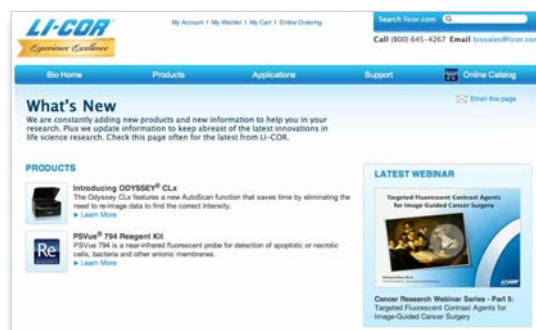 LI-COR
Experience Excellence
My Account I My Wishlist I My Cart I Online Ordering
Search licor.com
Call (800) 645-4267 Email biosales@licor.com
Bio Home
Products
Applications
Support
Online Catalog
What's New
Email this page
We are constantly adding new products and new information to help you in your
research. Plus we update information to keep abreast of the latest innovations in
life science research. Check this page often for the latest from LI-COR.
PRODUCTS
Introducing ODYSSEY® CLx
The Odyssey CLx features a new AutoScan function that saves time by eliminating the
need to re-image data to find the correct intensity.
Learn More
Re
PSVue® 794 Reagent Kit
PSVue 794 is a near-infrared fluorescent probe for detection of apoptotic or necrotic
cells, bacteria and other anionic membranes.
Learn More
LATEST WEBINAR
Targeted Fluorescent Contrast Agents
for Image Guided Cancer Surgery
Cancer Research Webinar Series - Part 5:
Targeted Fluorescent Contrast Agents for
Image-Guided Cancer Surgery